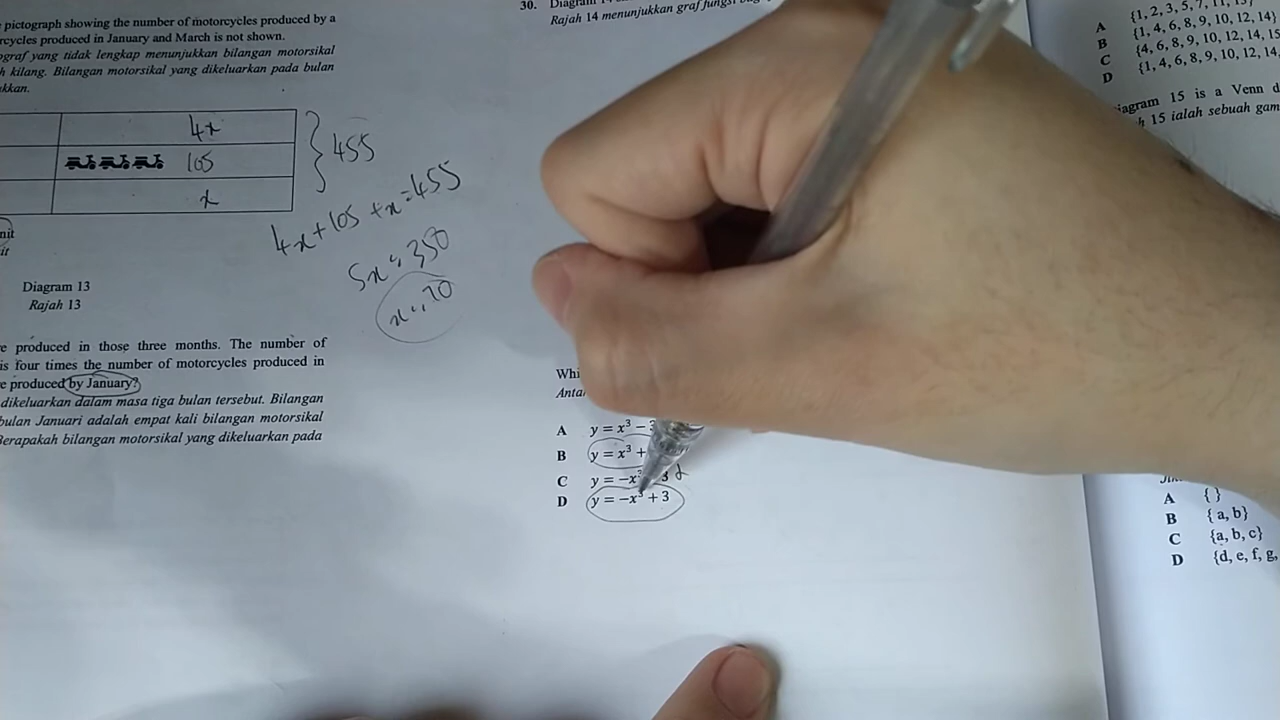 pictograph showing the number of motorcycles produced by a
rcycles produced in January and March is not shown.
ograf yang tidak lengkap menunjukkan bilangan motorsikal
h kilang. Bilangan motorsikal yang dikeluarkan pada bulan
ukkan.
4x
105
x
455
4x+105+x=455
5x=350
x=70
nit
it
Diagram 13
Rajah 13
e produced in those three months. The number of
is four times the number of motorcycles produced in
e produced by January?
dikeluarkan dalam masa tiga bulan tersebut. Bilangan
bulan Januari adalah empat kali bilangan motorsikal
Berapakah bilangan motorsikal yang dikeluarkan pada
30.
Rajah 14 menunjukkan graf fungsi
Whi
Antar
A y = x³ −
B y = x³ +
C y = −x 3
D y = −x³ + 3
{1, 2, 3, 5, 7, 11, 13}
A {1, 4, 6, 8, 9, 10, 12, 14}
B {4, 6, 8, 9, 10, 12, 14, 15
C {1, 4, 6, 8, 9, 10, 12, 14,
D
iagram 15 is a Venn d
h 15 ialah sebuah gam
A { }
B { a, b}
C {a, b, c}
D {d, e, f, g,